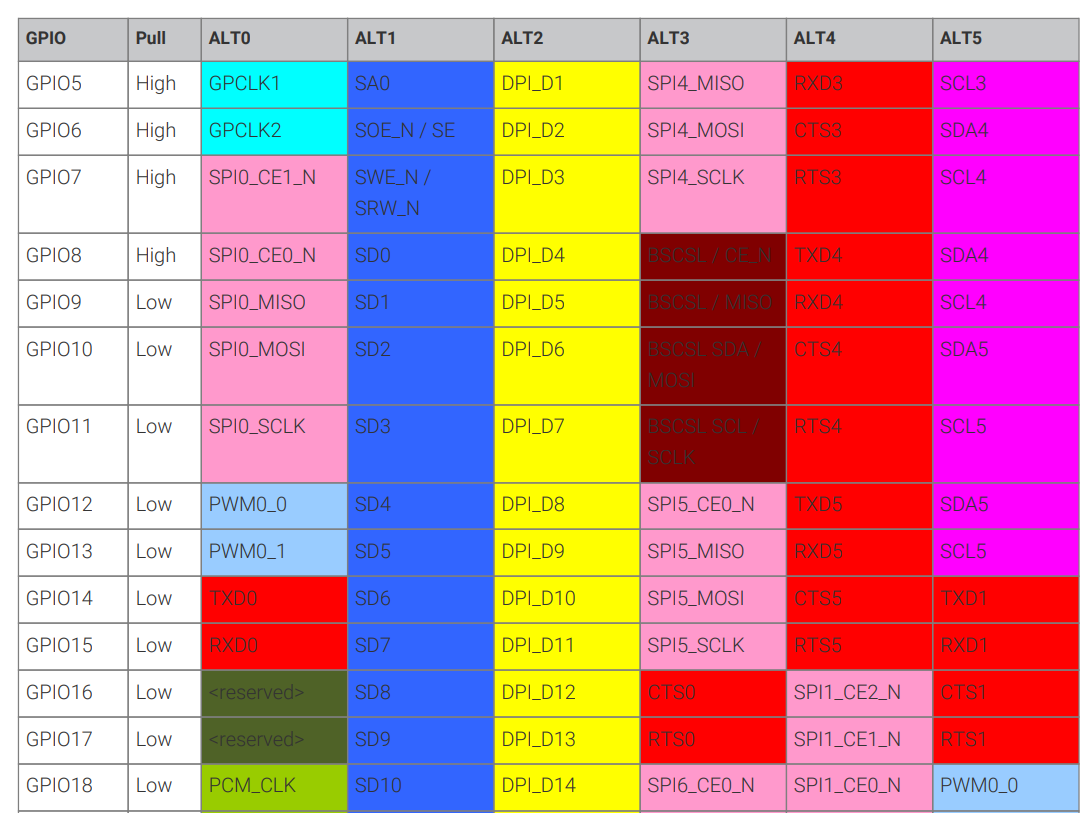 GPIO Pull ALT0 ALT1 ALT2 ALT3 ALT4 ALT5
GPIO5 High GPCLK1 SA0 DPI_D1 SPI4_MISO RXD3 SCL3
GPIO6 High GPCLK2 SOE_N / SE DPI_D2 SPI4_MOSI CTS3 SDA4
GPIO7 High SPI0_CE1_N SWE_N / DPI_D3 SPI4_SCLK RTS3 SCL4
SRW_N
GPIO8 High SPI0_CE0_N SD0 DPI_D4 BSCSL / CE_N TXD4 SDA4
GPIO9 Low SPI0_MISO SD1 DPI_D5 BSCSL / MISO RXD4 SCL4
GPIO10 Low SPI0_MOSI SD2 DPI_D6 BSCSL SDA / CTS4 SDA5
MOSI
GPIO11 Low SPI0_SCLK SD3 DPI_D7 BSCSL SCL / RTS4 SCL5
SCLK
GPIO12 Low PWM0_0 SD4 DPI_D8 SPI5_CE0_N TXD5 SDA5
GPIO13 Low PWM0_1 SD5 DPI_D9 SPI5_MISO RXD5 SCL5
GPIO14 Low TXD0 SD6 DPI_D10 SPI5_MOSI CTS5 TXD1
GPIO15 Low RXD0 SD7 DPI_D11 SPI5_SCLK RTS5 RXD1
GPIO16 Low <reserved> SD8 DPI_D12 CTS0 SPI1_CE2_N CTS1
GPIO17 Low <reserved> SD9 DPI_D13 RTS0 SPI1_CE1_N RTS1
GPIO18 Low PCM_CLK SD10 DPI_D14 SPI6_CE0_N SPI1_CE0_N PWM0_0